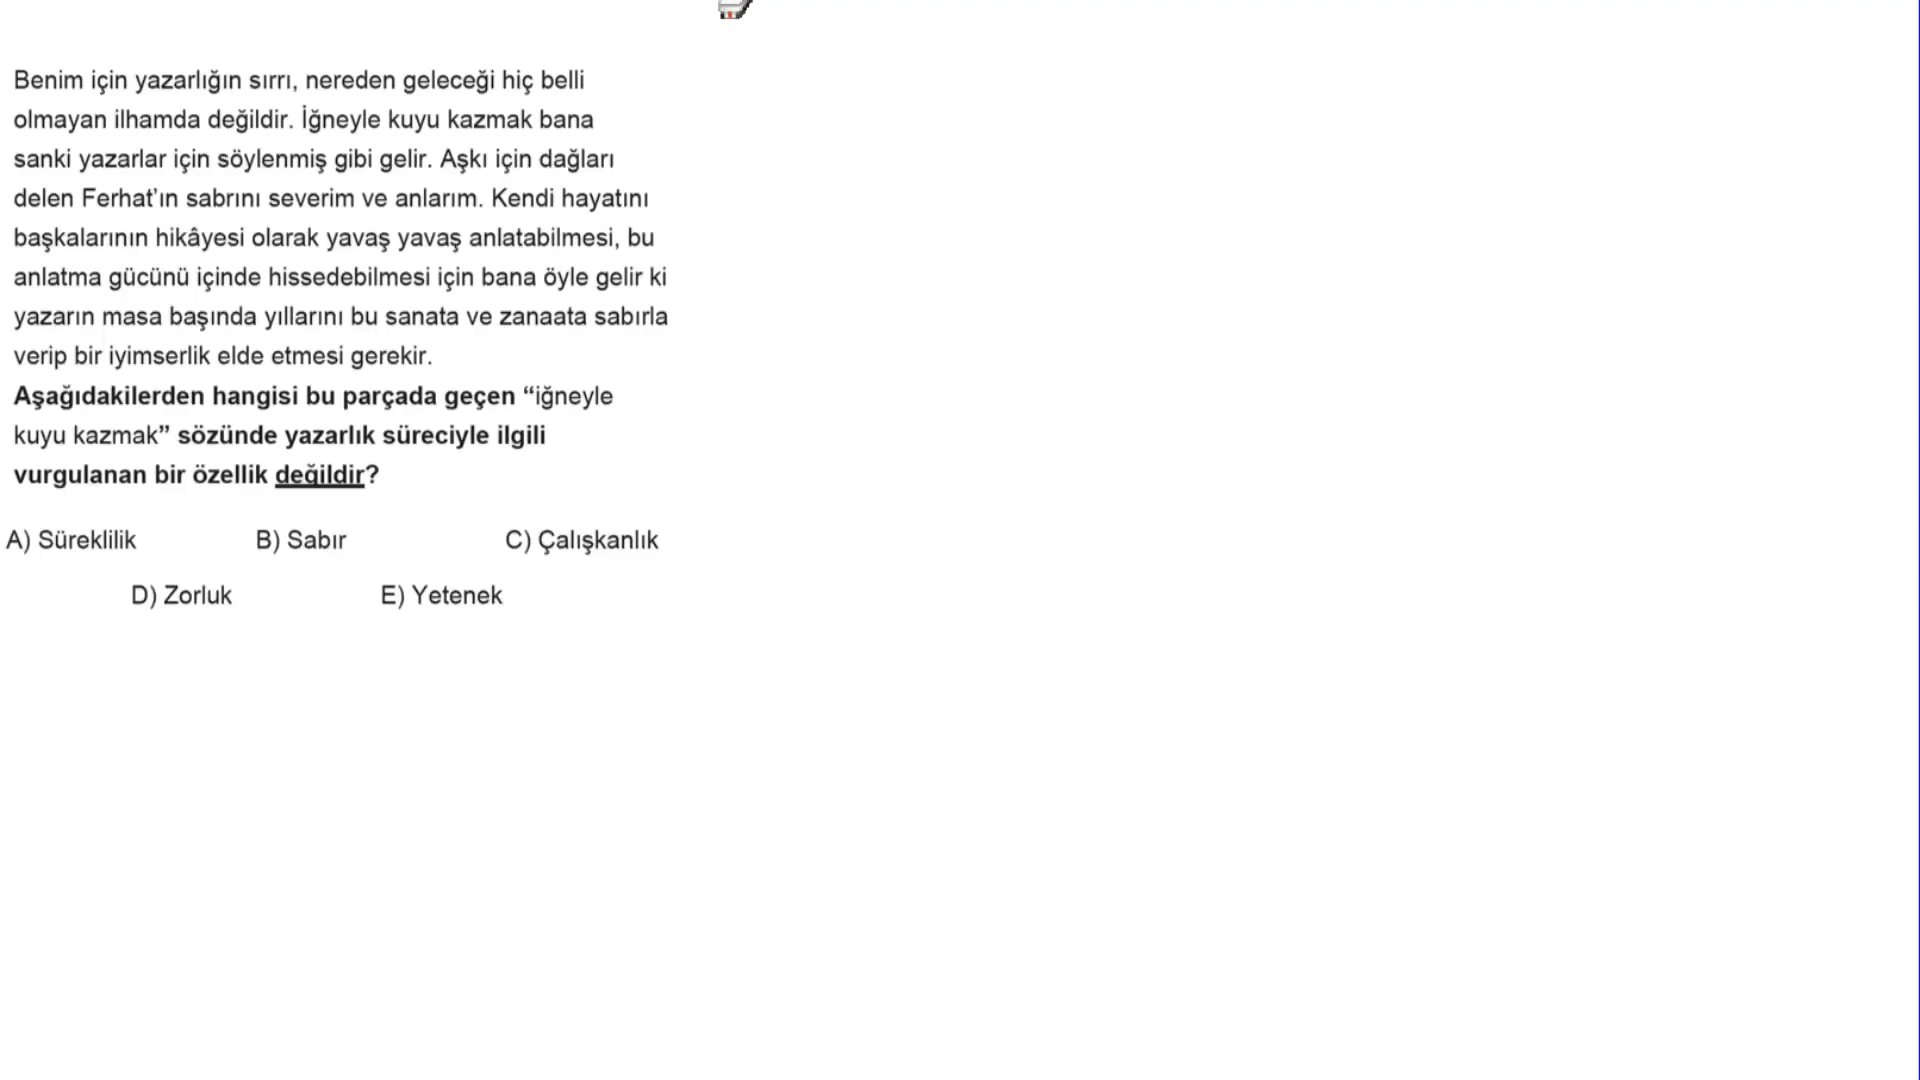 Benim için yazarlığın sırrı, nereden geleceği hiç belli
olmayan ilhamda değildir. İğneyle kuyu kazmak bana
sanki yazarlar için söylenmiş gibi gelir. Aşkı için dağları
delen Ferhat’ın sabrını severim ve anlarım. Kendi hayatını
başkalarının hikâyesi olarak yavaş yavaş anlatabilmesi, bu
anlatma gücünü içinde hissedebilmesi için bana öyle gelir ki
yazarın masa başında yıllarını bu sanata ve zanaata sabırla
verip bir iyimserlik elde etmesi gerekir.
Aşağıdakilerden hangisi bu parçada geçen “iğneyle
kuyu kazmak” sözünde yazarlık süreciyle ilgili
vurgulanan bir özellik değildir?
A) Süreklilik B) Sabır C) Çalışkanlık
D) Zorluk E) Yetenek